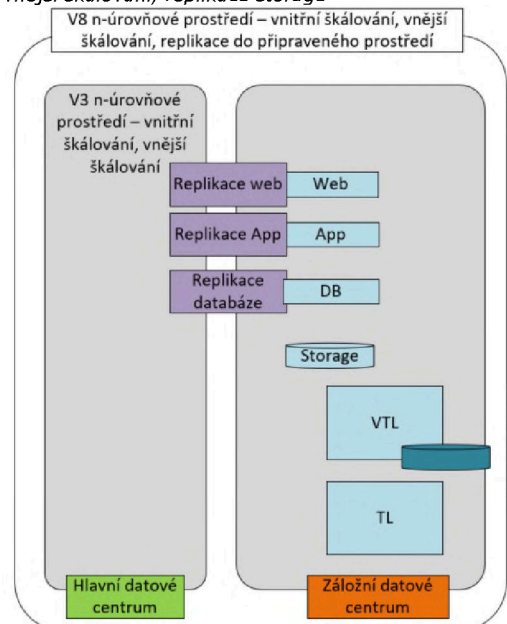 V8 n-úrovňové prostředí – vnitřní škálování, vnější
škálování, replikace do připraveného prostředí
V3 n-úrovňové
prostředí – vnitřní
škálování, vnější
škálování
Replikace web
Web
Replikace App
App
Replikace
databáze
DB
Storage
VTL
TL
Hlavní datové
centrum
Záložní datové
centrum